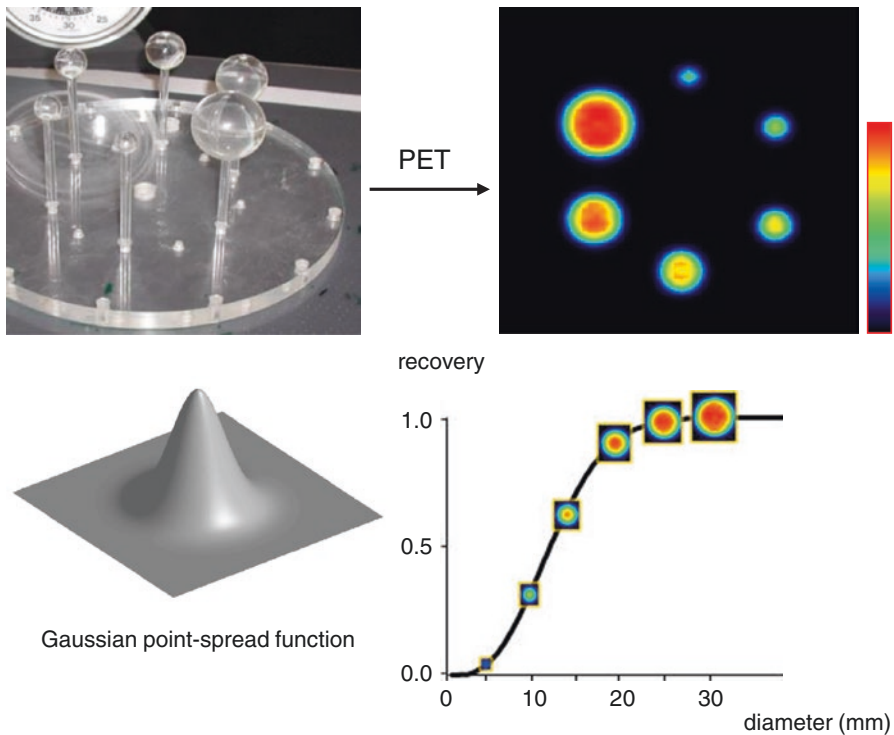 35 30 25
PET
recovery
1.0
0.5
0.0
0 10 20 30
diameter (mm)
Gaussian point-spread function